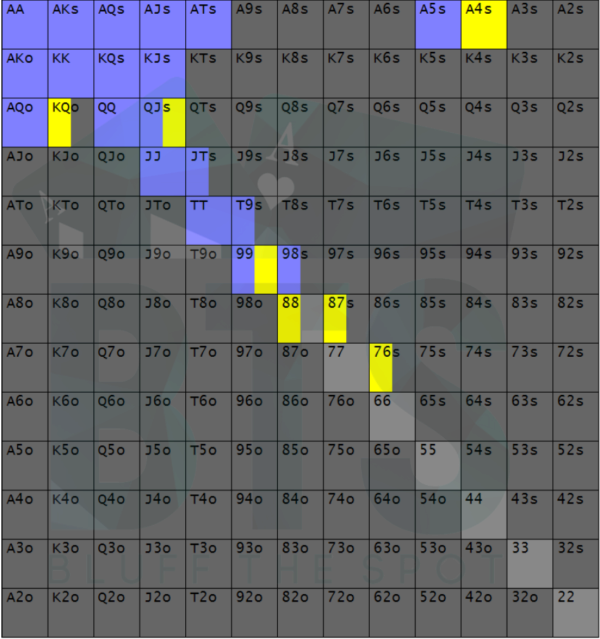 AA AKs AQs AJs ATs A9s A8s A7s A6s A5s A4s A3s A2s
AKo KK KQs KJs KTs K9s K8s K7s K6s K5s K4s K3s K2s
AQo KQo QQ QJs QTs Q9s Q8s Q7s Q6s Q5s Q4s Q3s Q2s
AJo KJo QJo JJ JTs J9s J8s J7s J6s J5s J4s J3s J2s
ATo KTo QTo JTo TT T9s T8s T7s T6s T5s T4s T3s T2s
A9o K9o Q9o J9o T9o 99 98s 97s 96s 95s 94s 93s 92s
A8o K8o Q8o J8o T8o 98o 88 87s 86s 85s 84s 83s 82s
A7o K7o Q7o J7o T7o 97o 87o 77 76s 75s 74s 73s 72s
A6o K6o Q6o J6o T6o 96o 86o 76o 66 65s 64s 63s 62s
A5o K5o Q5o J5o T5o 95o 85o 75o 65o 55 54s 53s 52s
A4o K4o Q4o J4o T4o 94o 84o 74o 64o 54o 44 43s 42s
A3o K3o Q3o J3o T3o 93o 83o 73o 63o 53o 43o 33 32s
A2o K2o Q2o J2o T2o 92o 82o 72o 62o 52o 42o 32o 22
A
A
BTS
BLUFF THE SPOT